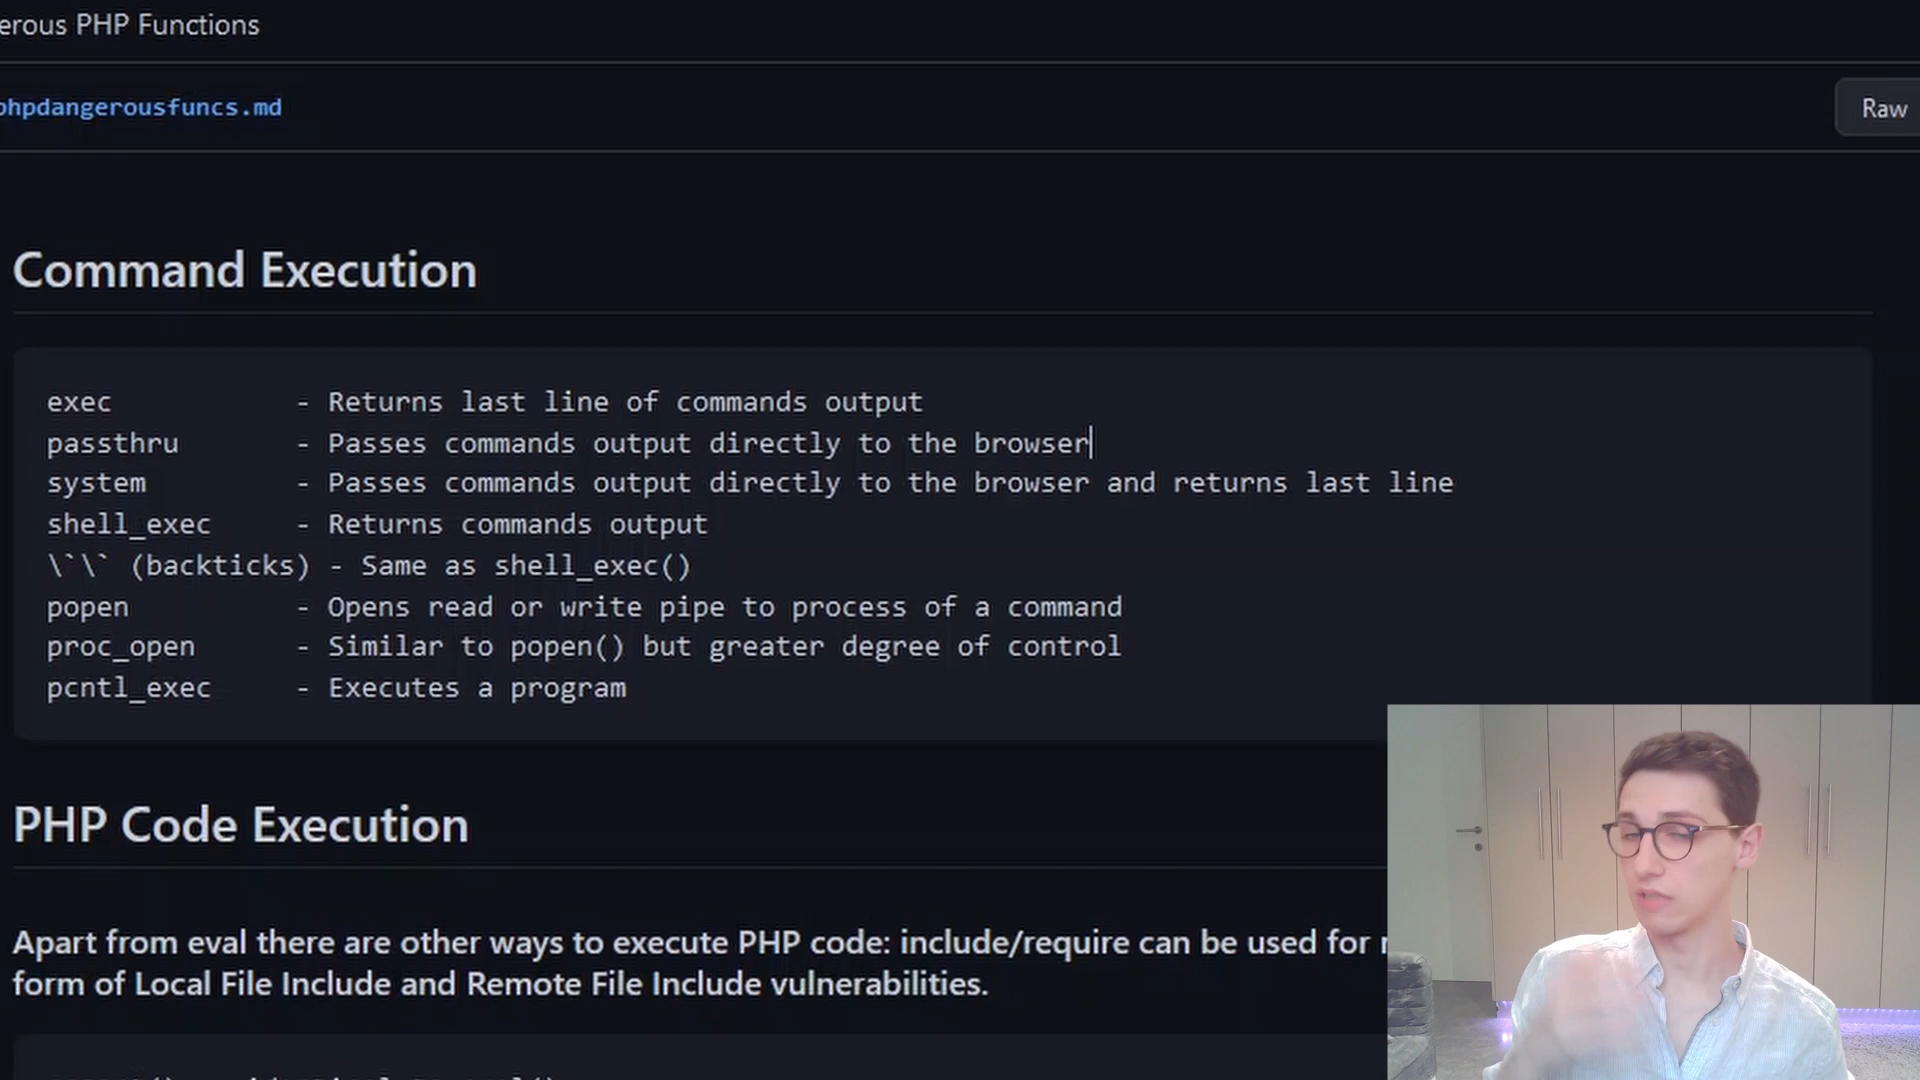 erous PHP Functions
phpdangerousfuncs.md
Raw
Command Execution
exec - Returns last line of commands output
passthru - Passes commands output directly to the browser
system - Passes commands output directly to the browser and returns last line
shell_exec - Returns commands output
\`\` (backticks) - Same as shell_exec()
popen - Opens read or write pipe to process of a command
proc_open - Similar to popen() but greater degree of control
pcntl_exec - Executes a program
PHP Code Execution
Apart from eval there are other ways to execute PHP code: include/require can be used for
form of Local File Include and Remote File Include vulnerabilities.